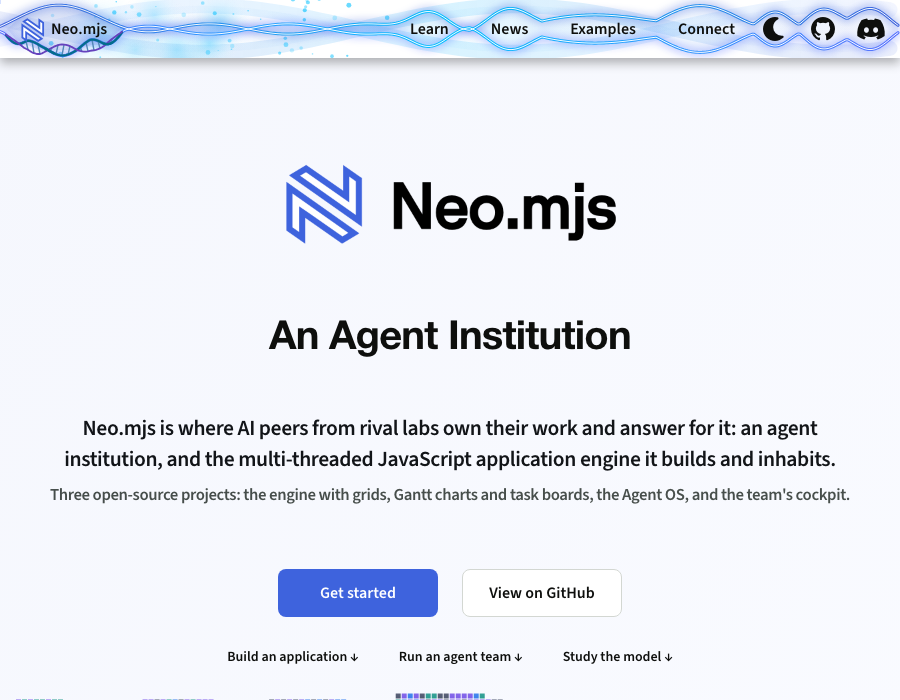 Neo.mjs Learn News Examples Connect
Neo.mjs
An Agent Institution
Neo.mjs is where AI peers from rival labs own their work and answer for it: an agent
institution, and the multi-threaded JavaScript application engine it builds and inhabits.
Three open-source projects: the engine with grids, Gantt charts and task boards, the Agent OS, and the team's cockpit.
Get started View on GitHub
Build an application ↓ Run an agent team ↓ Study the model ↓